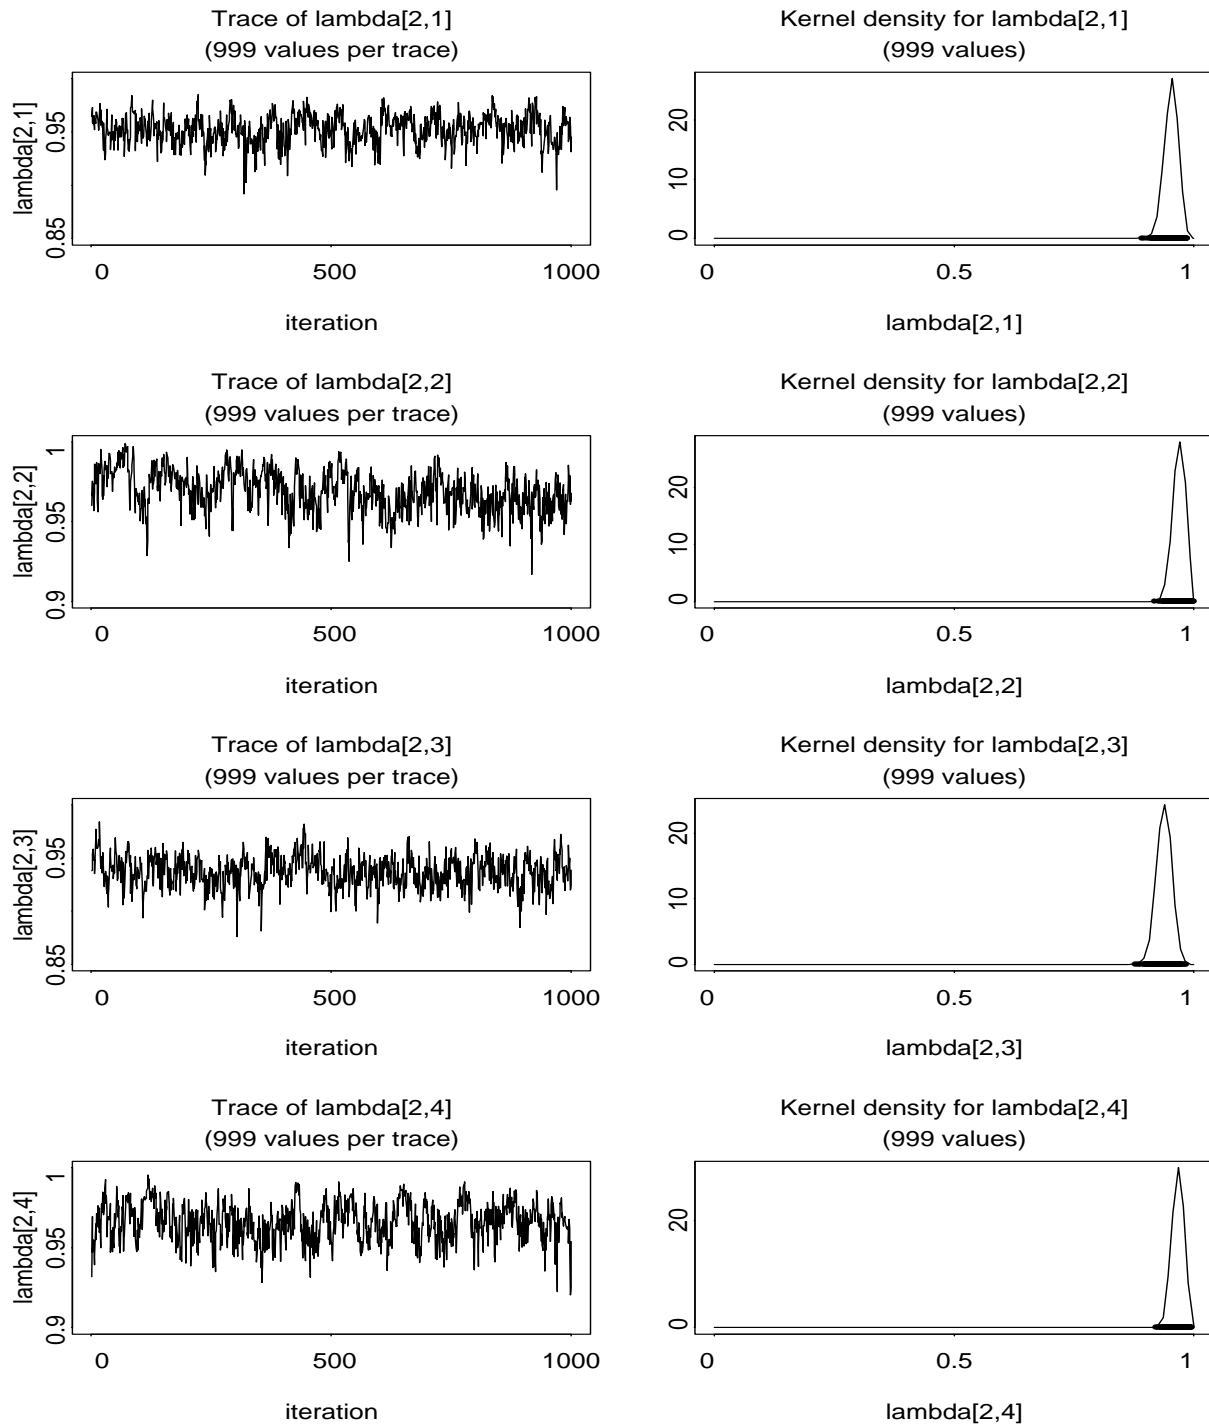 Trace of lambda[2,1]
(999 values per trace)
lambda[2,1]
0.95
0.85
0 500 1000
iteration
Kernel density for lambda[2,1]
(999 values)
20
10
0
0 0.5 1
lambda[2,1]
Trace of lambda[2,2]
(999 values per trace)
lambda[2,2]
1
0.95
0.9
0 500 1000
iteration
Kernel density for lambda[2,2]
(999 values)
20
10
0
0 0.5 1
lambda[2,2]
Trace of lambda[2,3]
(999 values per trace)
lambda[2,3]
0.95
0.85
0 500 1000
iteration
Kernel density for lambda[2,3]
(999 values)
20
10
0
0 0.5 1
lambda[2,3]
Trace of lambda[2,4]
(999 values per trace)
lambda[2,4]
1
0.95
0.9
0 500 1000
iteration
Kernel density for lambda[2,4]
(999 values)
20
0
0 0.5 1
lambda[2,4]